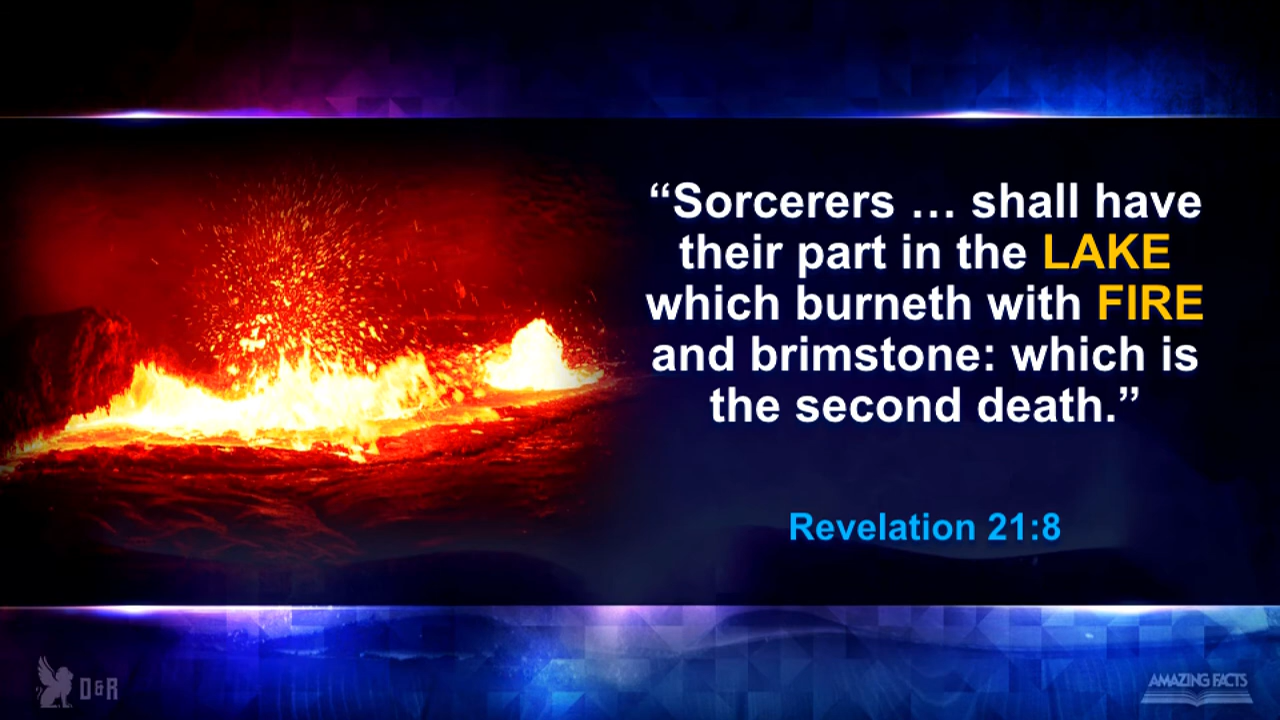 “Sorcerers … shall have
their part in the LAKE
which burneth with FIRE
and brimstone: which is
the second death.”
Revelation 21:8
D&R
AMAZING FACTS